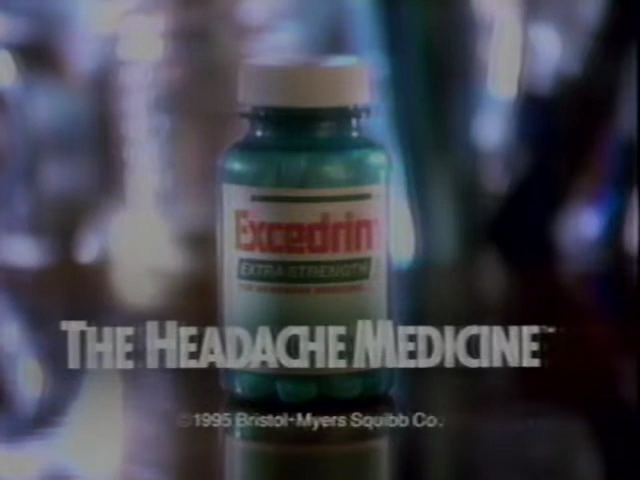 Excedrin
EXTRA STRENGTH
THE HEADACHE MEDICINE™
©1995 Bristol-Myers Squibb Co.